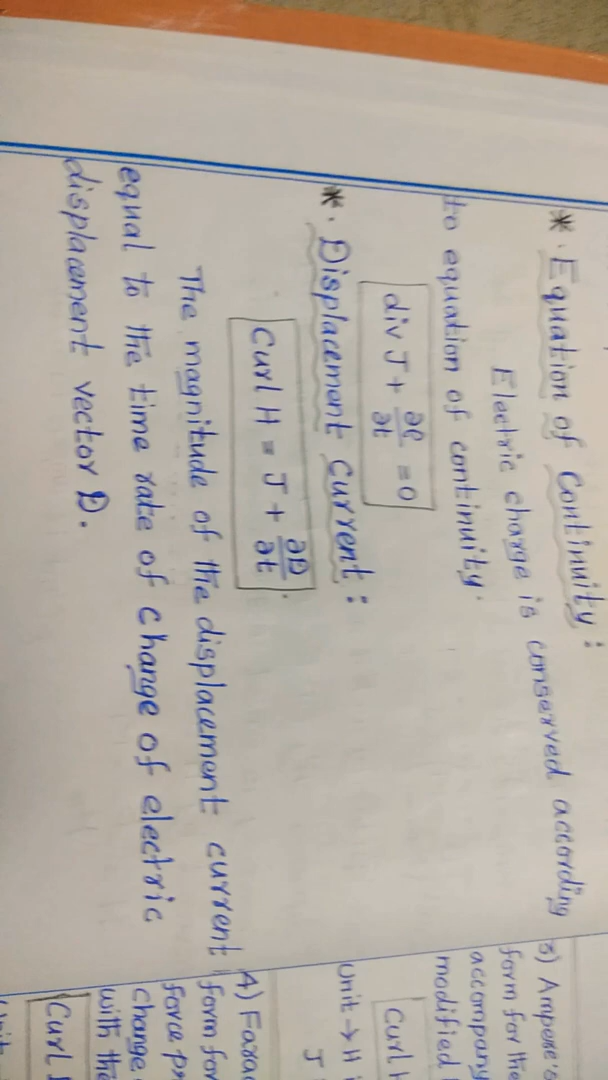 * Equation of Continuity :
Electric charge is conserved according
to equation of continuity.
div J + ∂ρ/∂t = 0
* Displacement Current :
Curl H = J + ∂D/∂t .
The magnitude of the displacement current
equal to the time rate of change of electric
displacement vector D.
3) Ampere's
form for the
accompany
modified
Curl H
Unit → H
J
4) Fara
form for
force pr
change
with the
Curl